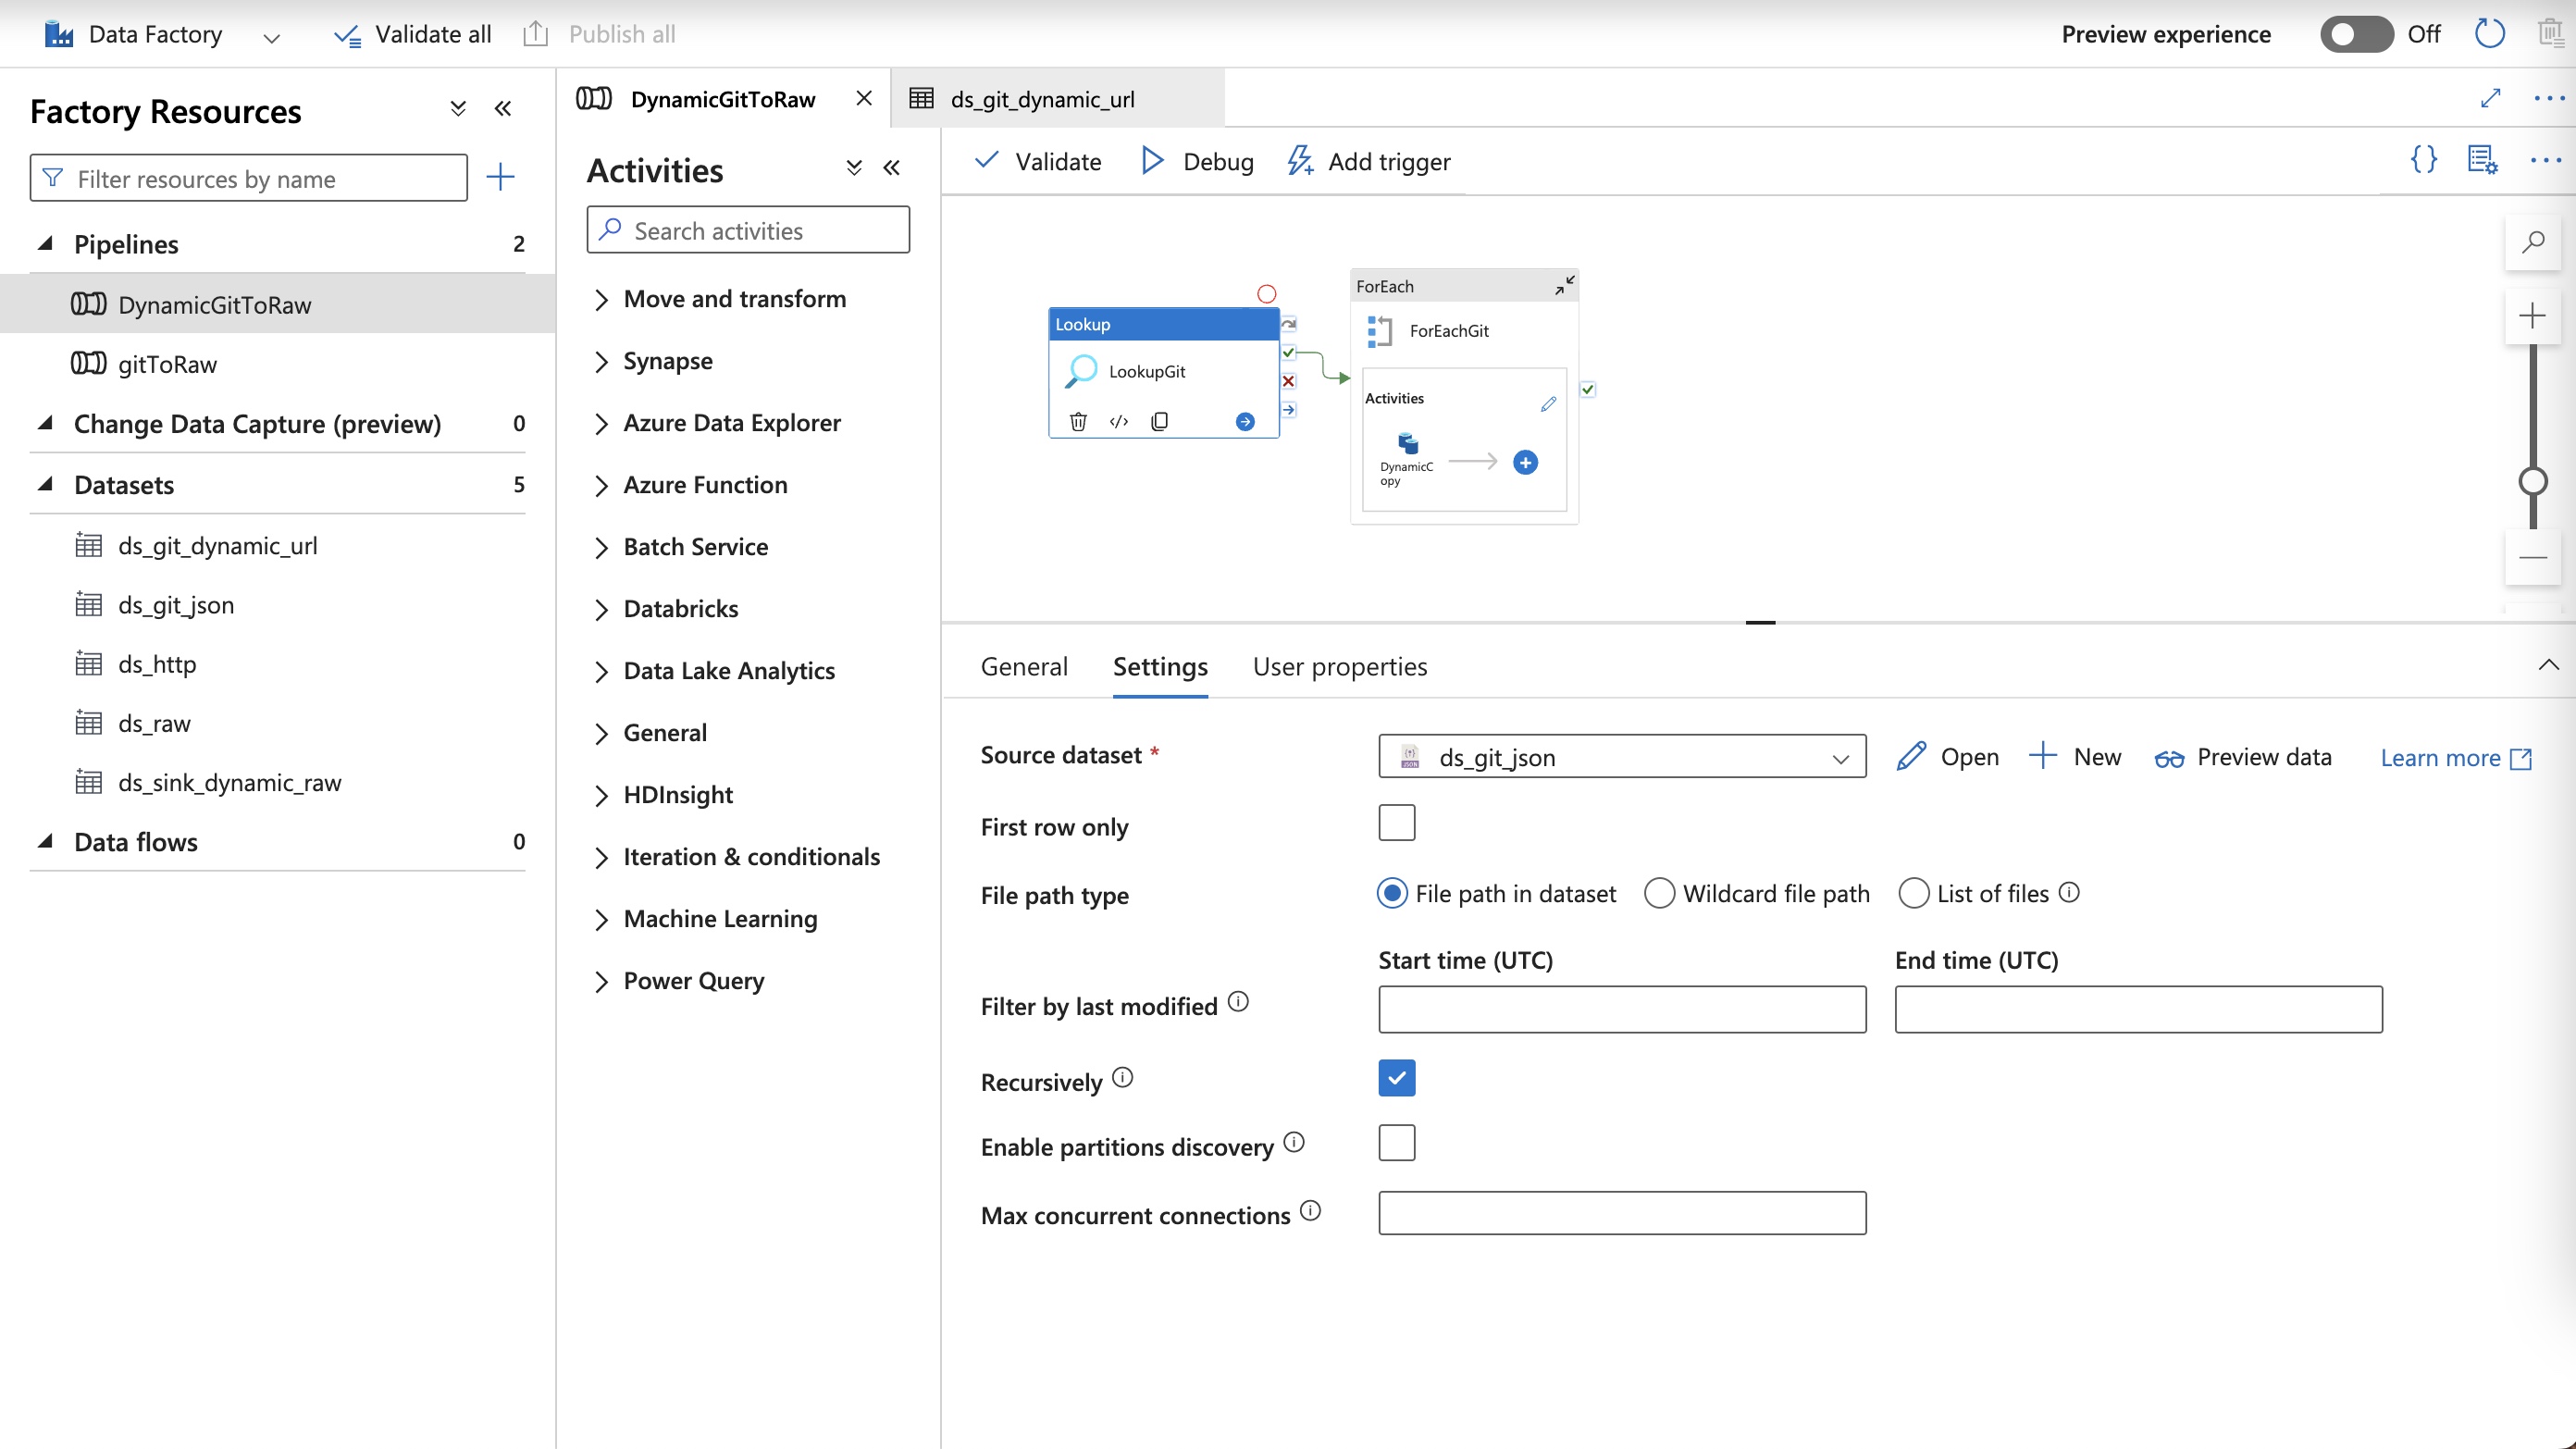 Data Factory
Validate all
Publish all
Preview experience
Off
Factory Resources
Filter resources by name
Pipelines 2
DynamicGitToRaw
gitToRaw
Change Data Capture (preview) 0
Datasets 5
ds_git_dynamic_url
ds_git_json
ds_http
ds_raw
ds_sink_dynamic_raw
Data flows 0
DynamicGitToRaw
ds_git_dynamic_url
Activities
Search activities
Move and transform
Synapse
Azure Data Explorer
Azure Function
Batch Service
Databricks
Data Lake Analytics
General
HDInsight
Iteration & conditionals
Machine Learning
Power Query
Validate
Debug
Add trigger
Lookup
LookupGit
ForEach
ForEachGit
Activities
DynamicC
opy
General
Settings
User properties
Source dataset *
ds_git_json
Open
New
Preview data
Learn more
First row only
File path type
File path in dataset
Wildcard file path
List of files
Start time (UTC)
End time (UTC)
Filter by last modified
Recursively
Enable partitions discovery
Max concurrent connections